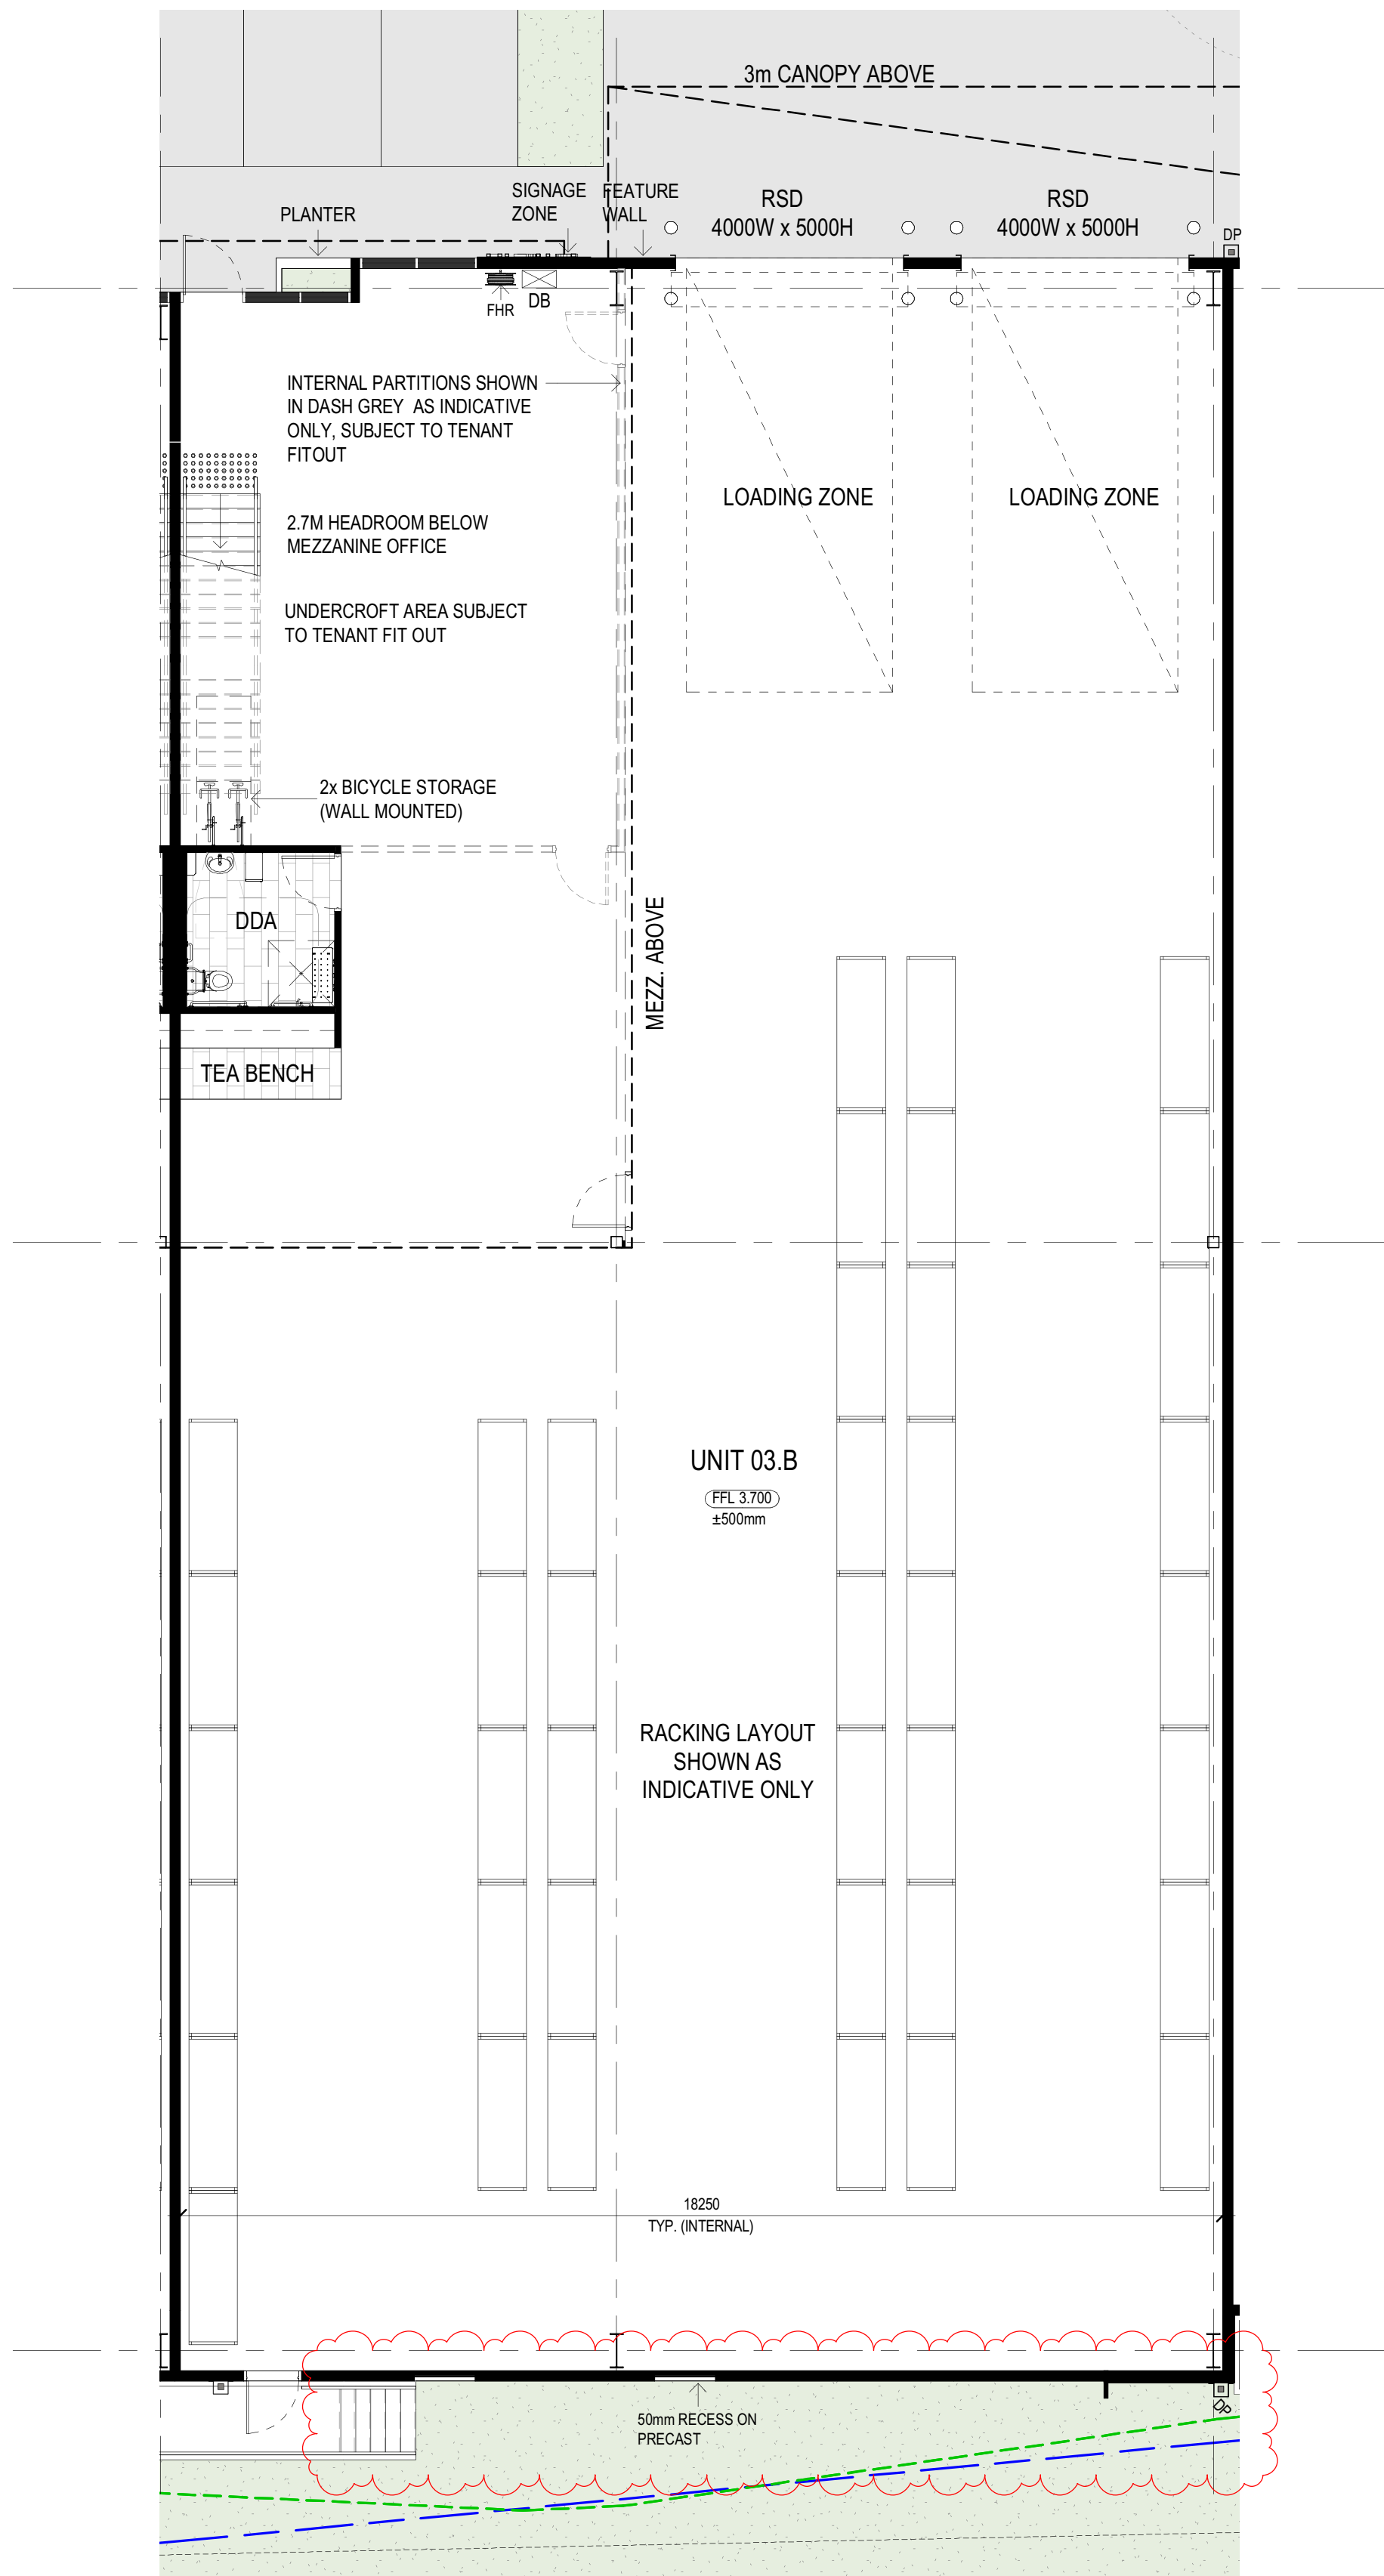 3m CANOPY ABOVE
SIGNAGE
ZONE
FEATURE
WALL
PLANTER
RSD
4000W x 5000H
RSD
4000W x 5000H
DP
FHR
DB
INTERNAL PARTITIONS SHOWN
IN DASH GREY AS INDICATIVE
ONLY, SUBJECT TO TENANT
FITOUT
LOADING ZONE
LOADING ZONE
2.7M HEADROOM BELOW
MEZZANINE OFFICE
UNDERCROFT AREA SUBJECT
TO TENANT FIT OUT
2x BICYCLE STORAGE
(WALL MOUNTED)
DDA
MEZZ. ABOVE
TEA BENCH
UNIT 03.B
FFL 3.700
±500mm
RACKING LAYOUT
SHOWN AS
INDICATIVE ONLY
18250
TYP. (INTERNAL)
50mm RECESS ON
PRECAST